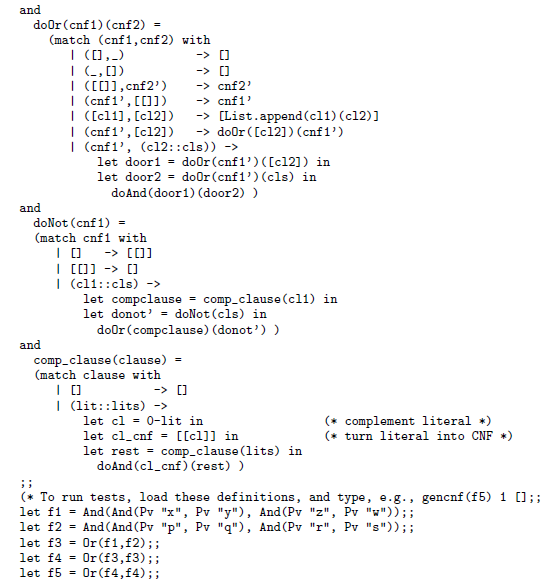 and
  doOr(cnf1)(cnf2) =
    (match (cnf1,cnf2) with
      | ([],_)          -> []
      | (_,[])          -> []
      | ([[]],cnf2')    -> cnf2'
      | (cnf1',[[]])    -> cnf1'
      | ([cl1],[cl2])   -> [List.append(cl1)(cl2)]
      | (cnf1',[cl2])   -> doOr([cl2])(cnf1')
      | (cnf1', (cl2::cls)) ->
        let door1 = doOr(cnf1')([cl2]) in
        let door2 = doOr(cnf1')(cls) in
          doAnd(door1)(door2) )
and
  doNot(cnf1) =
  (match cnf1 with
    | []   -> [[]]
    | [[]] -> []
    | (cl1::cls) ->
        let compclause = comp_clause(cl1) in
        let donot' = doNot(cls) in
          doOr(compclause)(donot') )
and
  comp_clause(clause) =
  (match clause with
    | []          -> []
    | (lit::lits) ->
        let cl = 0-lit in                (* complement literal *)
        let cl_cnf = [[cl]] in           (* turn literal into CNF *)
        let rest = comp_clause(lits) in
          doAnd(cl_cnf)(rest) )
;;
(* To run tests, load these definitions, and type, e.g., gencnf(f5) 1 [];;
let f1 = And(And(Pv "x", Pv "y"), And(Pv "z", Pv "w"));;
let f2 = And(And(Pv "p", Pv "q"), And(Pv "r", Pv "s"));;
let f3 = Or(f1,f2);;
let f4 = Or(f3,f3);;
let f5 = Or(f4,f4);;